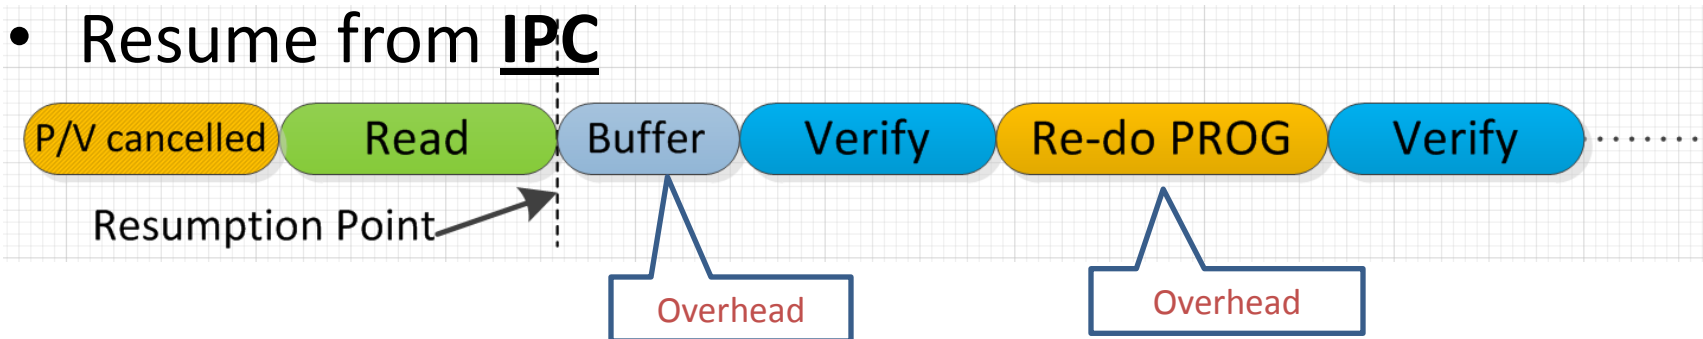 • Resume from IPC
P/V cancelled Read Buffer Verify Re-do PROG Verify
Resumption Point
Overhead Overhead